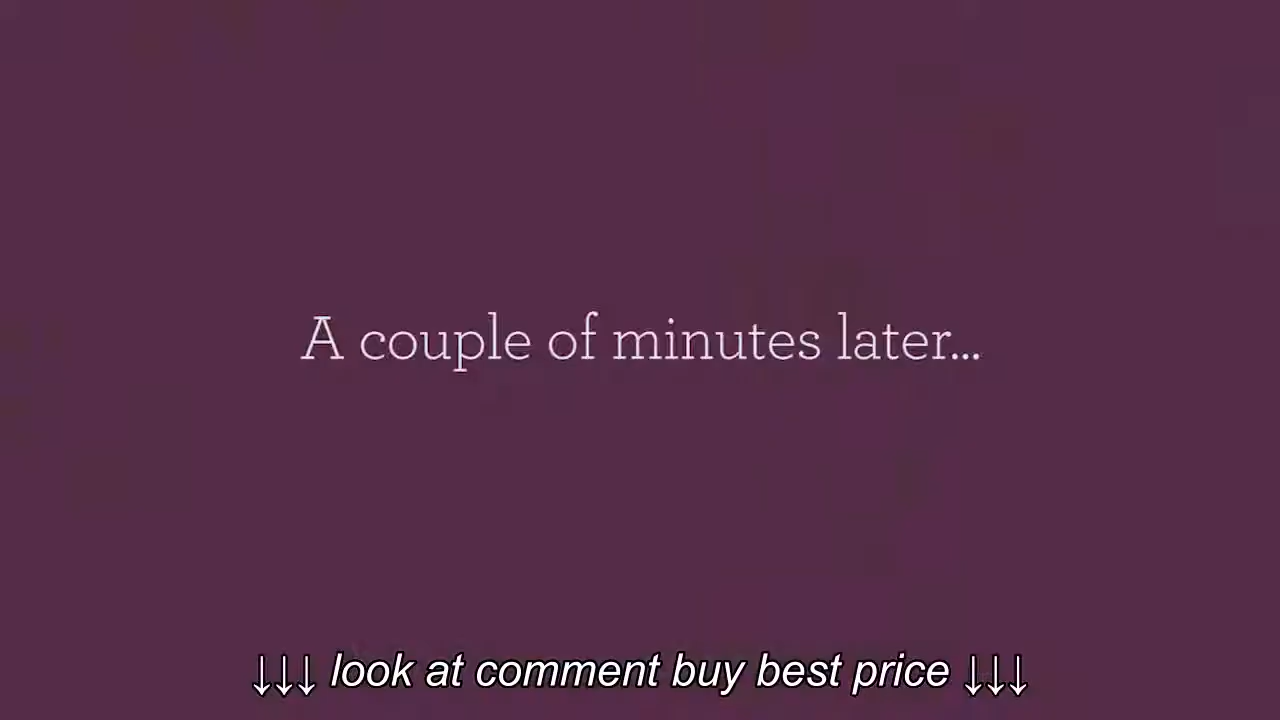 A couple of minutes later...
↓↓↓ look at comment buy best price ↓↓↓